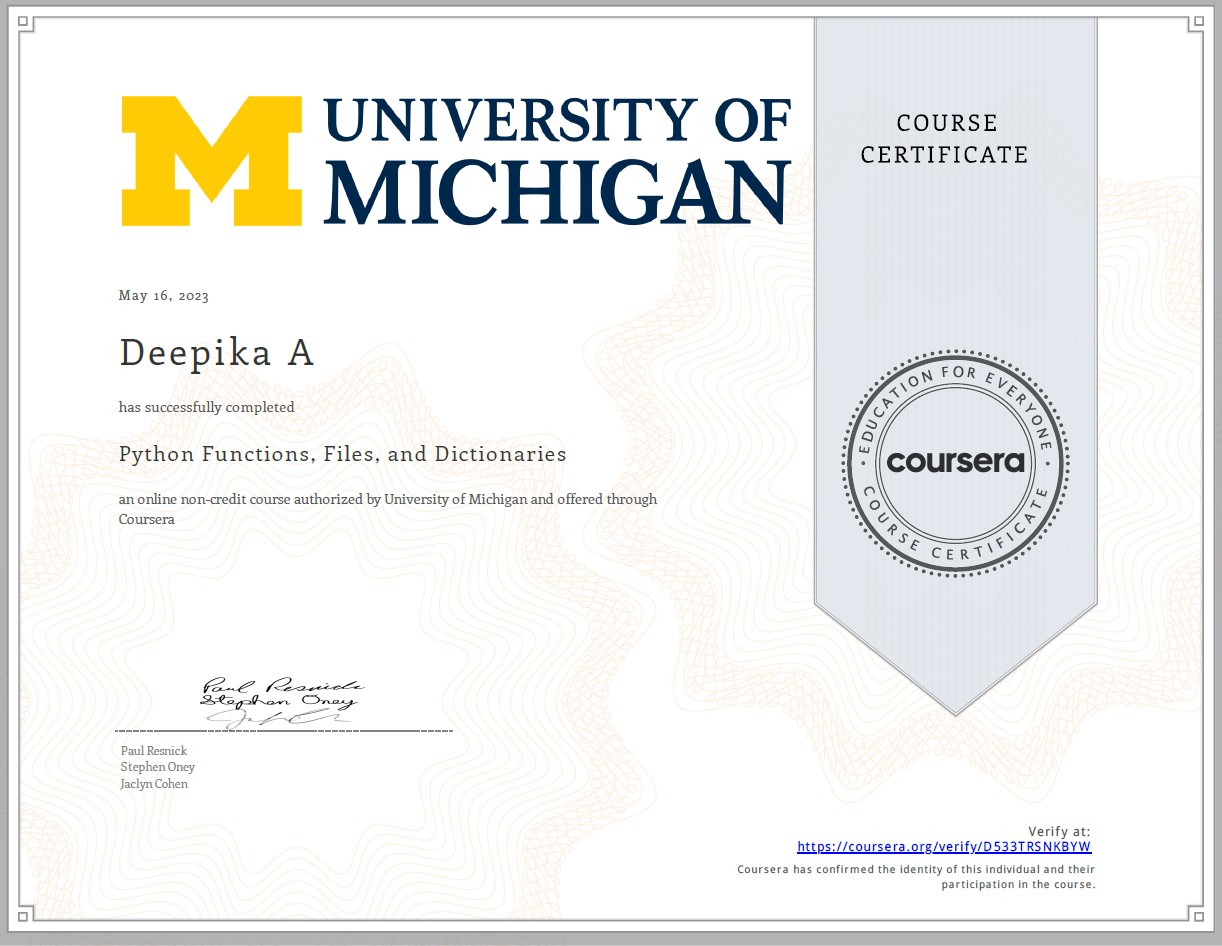 UNIVERSITY OF
MICHIGAN
COURSE
CERTIFICATE
May 16, 2023
Deepika A
has successfully completed
Python Functions, Files, and Dictionaries
an online non-credit course authorized by University of Michigan and offered through
Coursera
EDUCATION FOR EVERYONE
coursera
COURSE CERTIFICATE
Paul Resnick
Stephen Oney
Paul Resnick
Stephen Oney
Jaclyn Cohen
Verify at:
https://coursera.org/verify/D533TRSNKBYW
Coursera has confirmed the identity of this individual and their
participation in the course.